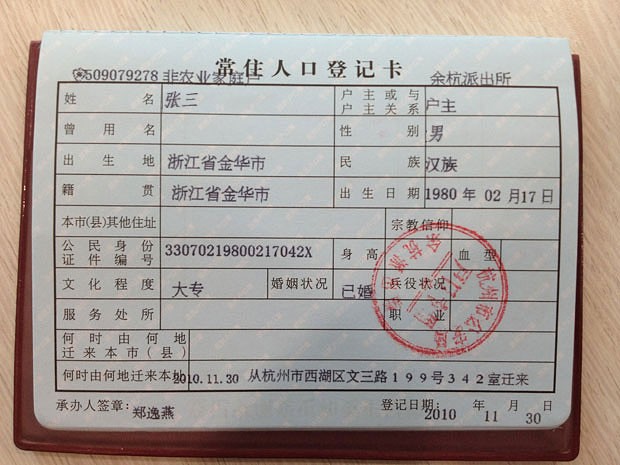 常住人口登记卡
509079278 非农业家庭户 余杭派出所
姓名 张三 户主或与户主关系 户主
曾用名 性别 男
出生地 浙江省金华市 民族 汉族
籍贯 浙江省金华市 出生日期 1980年02月17日
本市(县)其他住址 宗教信仰
公民身份证件编号 33070219800217042X 身高 血型
文化程度 大专 婚姻状况 已婚 兵役状况
服务处所 职业
何时由何地迁来本市(县)
何时由何地迁来本址 2010.11.30 从杭州市西湖区文三路199号342室迁来
承办人签章: 郑逸燕 登记日期: 2010年11月30日